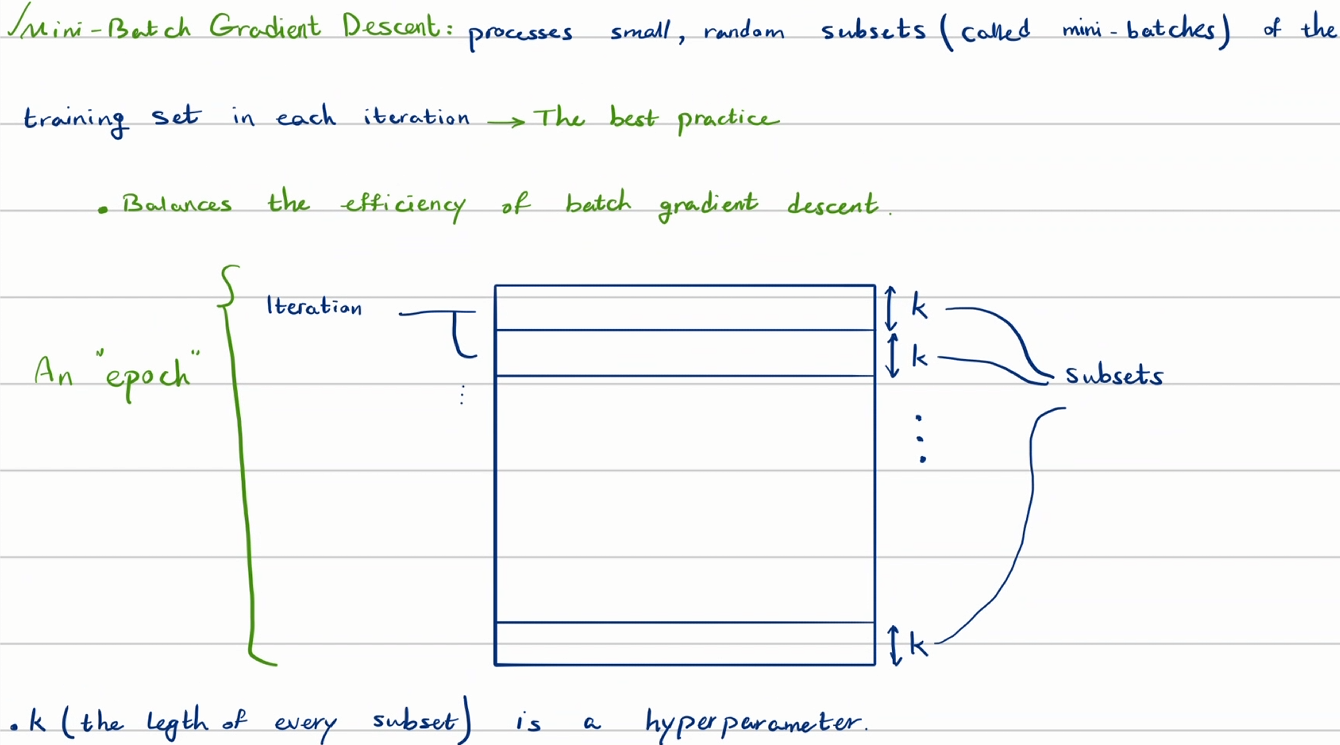 Mini-Batch Gradient Descent: processes small, random subsets (called mini-batches) of the
training set in each iteration → The best practice
• Balances the efficiency of batch gradient descent.
Iteration
k
An "epoch"
k
subsets
⋮
⋮
k
• k (the legth of every subset) is a hyperparameter.